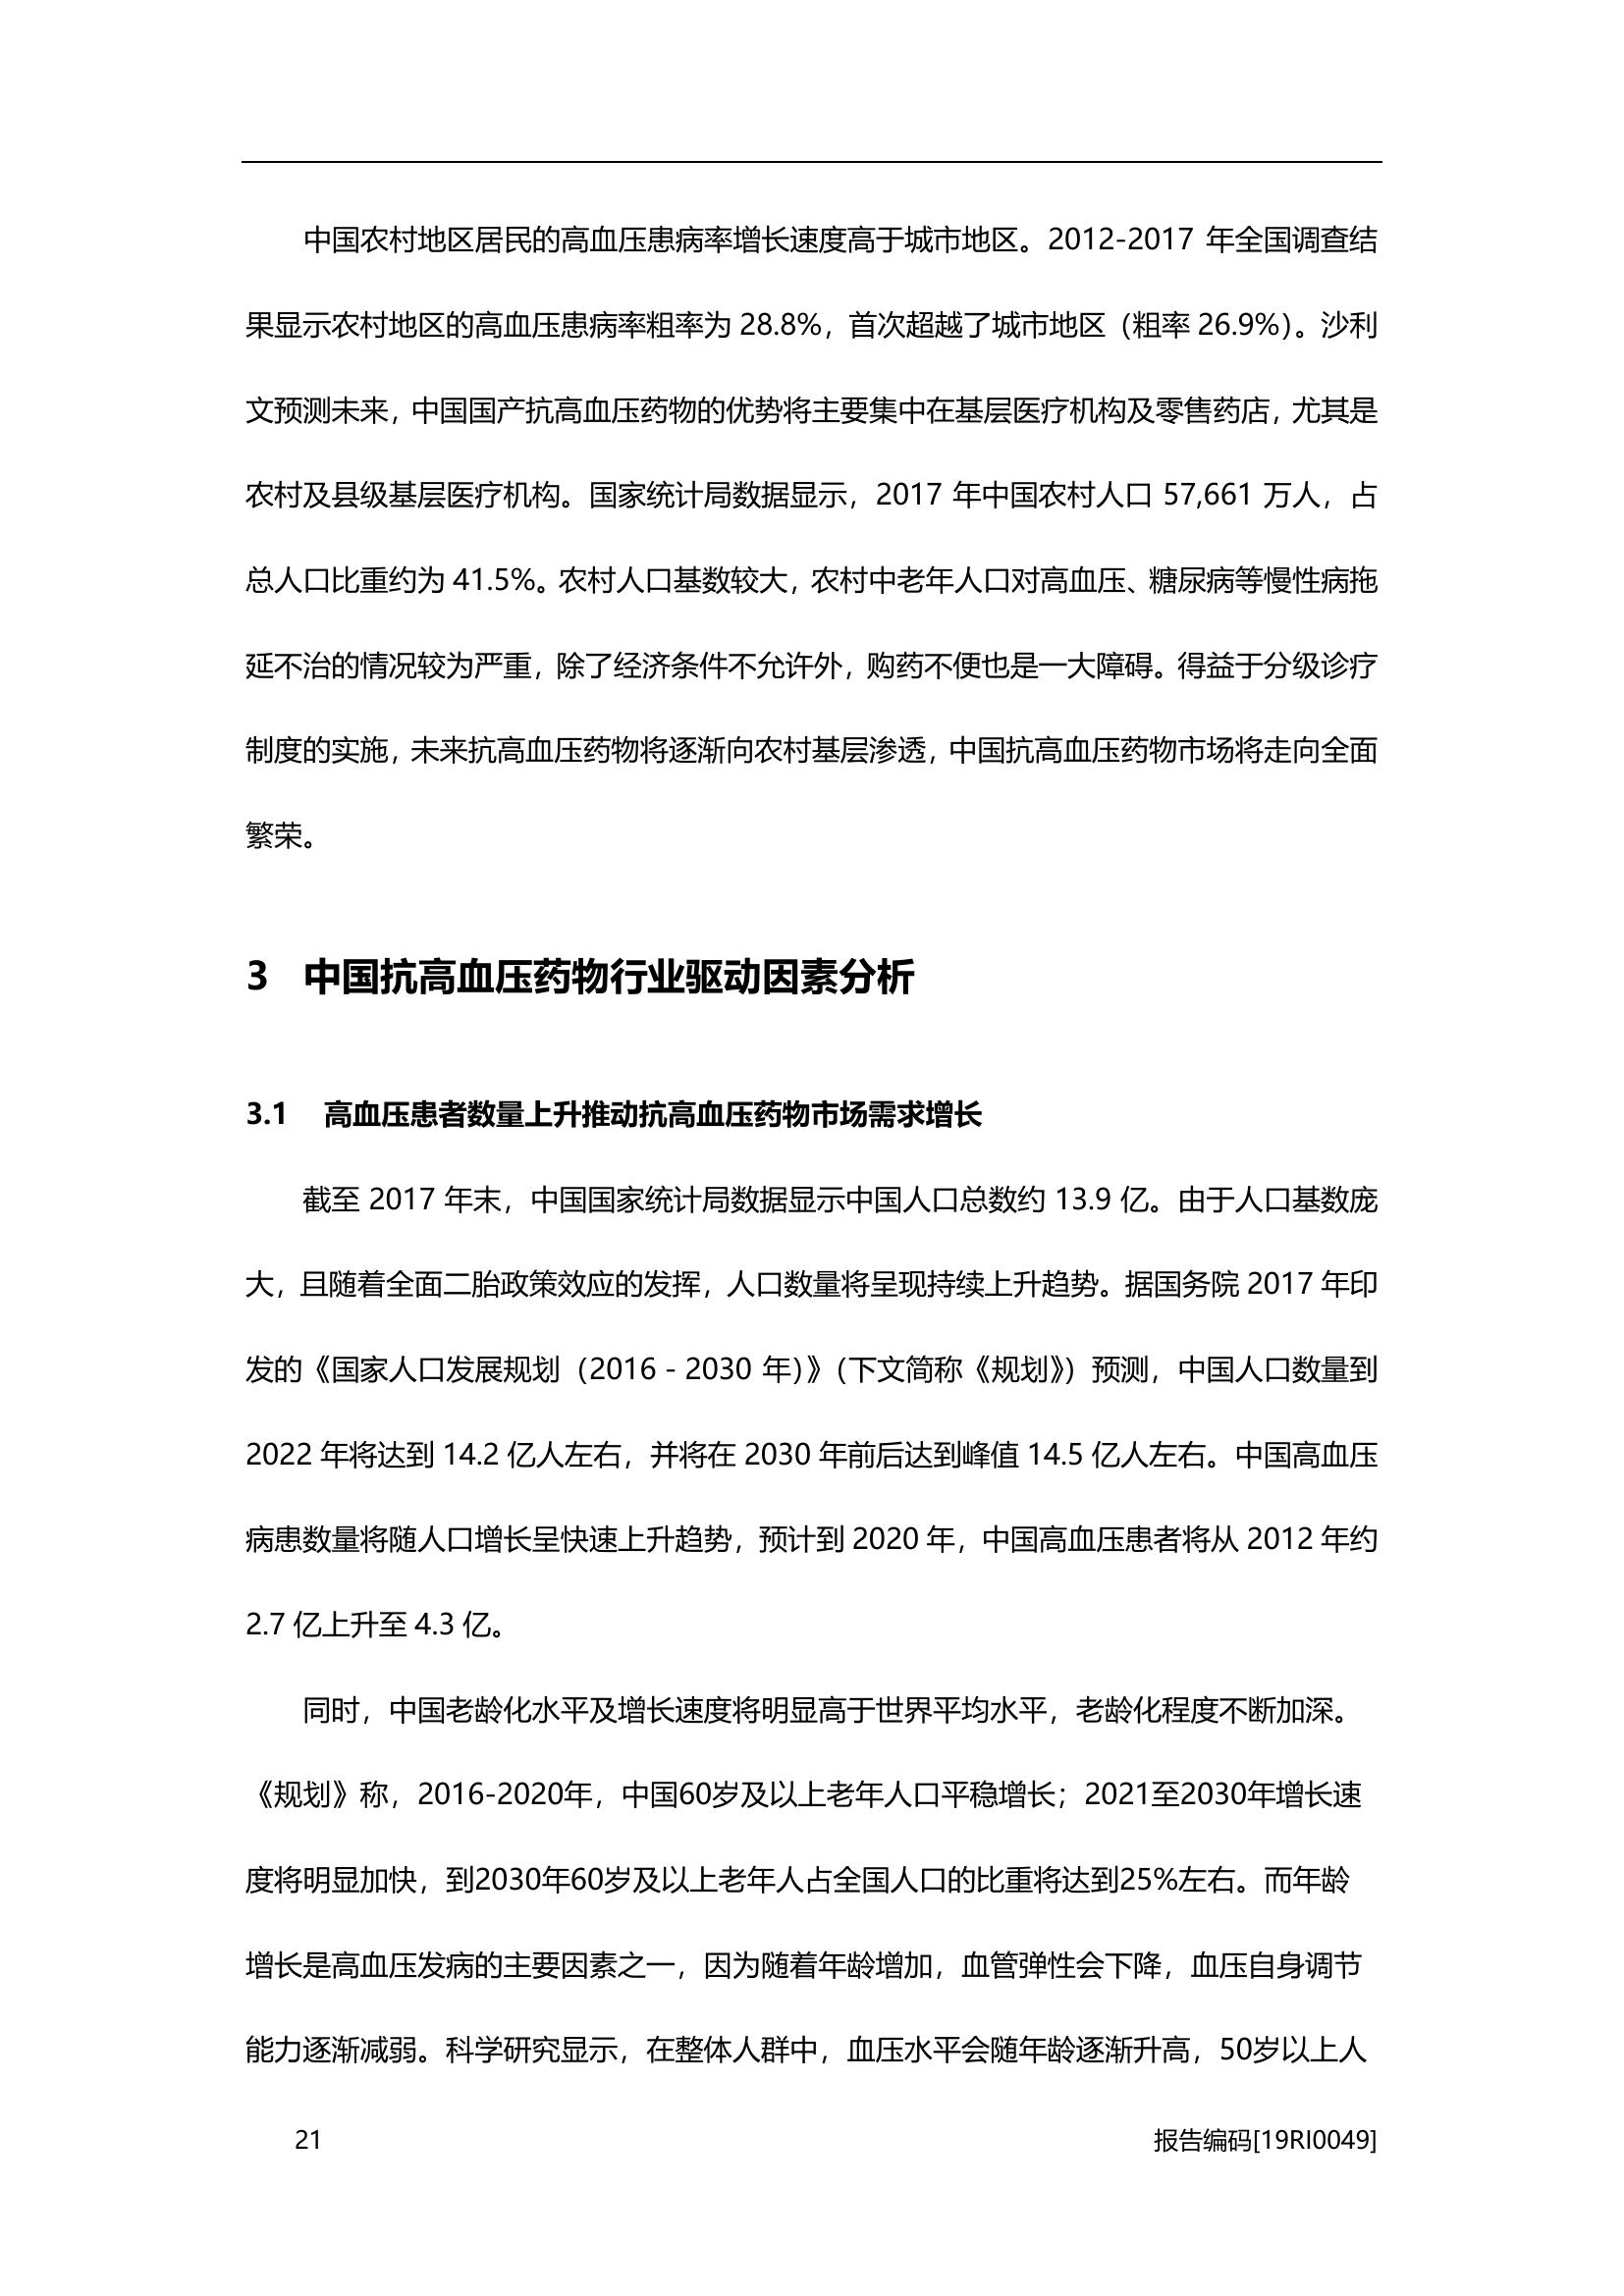 中国农村地区居民的高血压患病率增长速度高于城市地区。2012-2017 年全国调查结
果显示农村地区的高血压患病率粗率为 28.8%，首次超越了城市地区（粗率 26.9%）。沙利
文预测未来，中国国产抗高血压药物的优势将主要集中在基层医疗机构及零售药店，尤其是
农村及县级基层医疗机构。国家统计局数据显示，2017 年中国农村人口 57,661 万人，占
总人口比重约为 41.5%。农村人口基数较大，农村中老年人口对高血压、糖尿病等慢性病拖
延不治的情况较为严重，除了经济条件不允许外，购药不便也是一大障碍。得益于分级诊疗
制度的实施，未来抗高血压药物将逐渐向农村基层渗透，中国抗高血压药物市场将走向全面
繁荣。
3 中国抗高血压药物行业驱动因素分析
3.1 高血压患者数量上升推动抗高血压药物市场需求增长
截至 2017 年末，中国国家统计局数据显示中国人口总数约 13.9 亿。由于人口基数庞
大，且随着全面二胎政策效应的发挥，人口数量将呈现持续上升趋势。据国务院 2017 年印
发的《国家人口发展规划（2016 - 2030 年）》（下文简称《规划》）预测，中国人口数量到
2022 年将达到 14.2 亿人左右，并将在 2030 年前后达到峰值 14.5 亿人左右。中国高血压
病患数量将随人口增长呈快速上升趋势，预计到 2020 年，中国高血压患者将从 2012 年约
2.7 亿上升至 4.3 亿。
同时，中国老龄化水平及增长速度将明显高于世界平均水平，老龄化程度不断加深。
《规划》称，2016-2020年，中国60岁及以上老年人口平稳增长；2021至2030年增长速
度将明显加快，到2030年60岁及以上老年人占全国人口的比重将达到25%左右。而年龄
增长是高血压发病的主要因素之一，因为随着年龄增加，血管弹性会下降，血压自身调节
能力逐渐减弱。科学研究显示，在整体人群中，血压水平会随年龄逐渐升高，50岁以上人
21 报告编码[19RI0049]